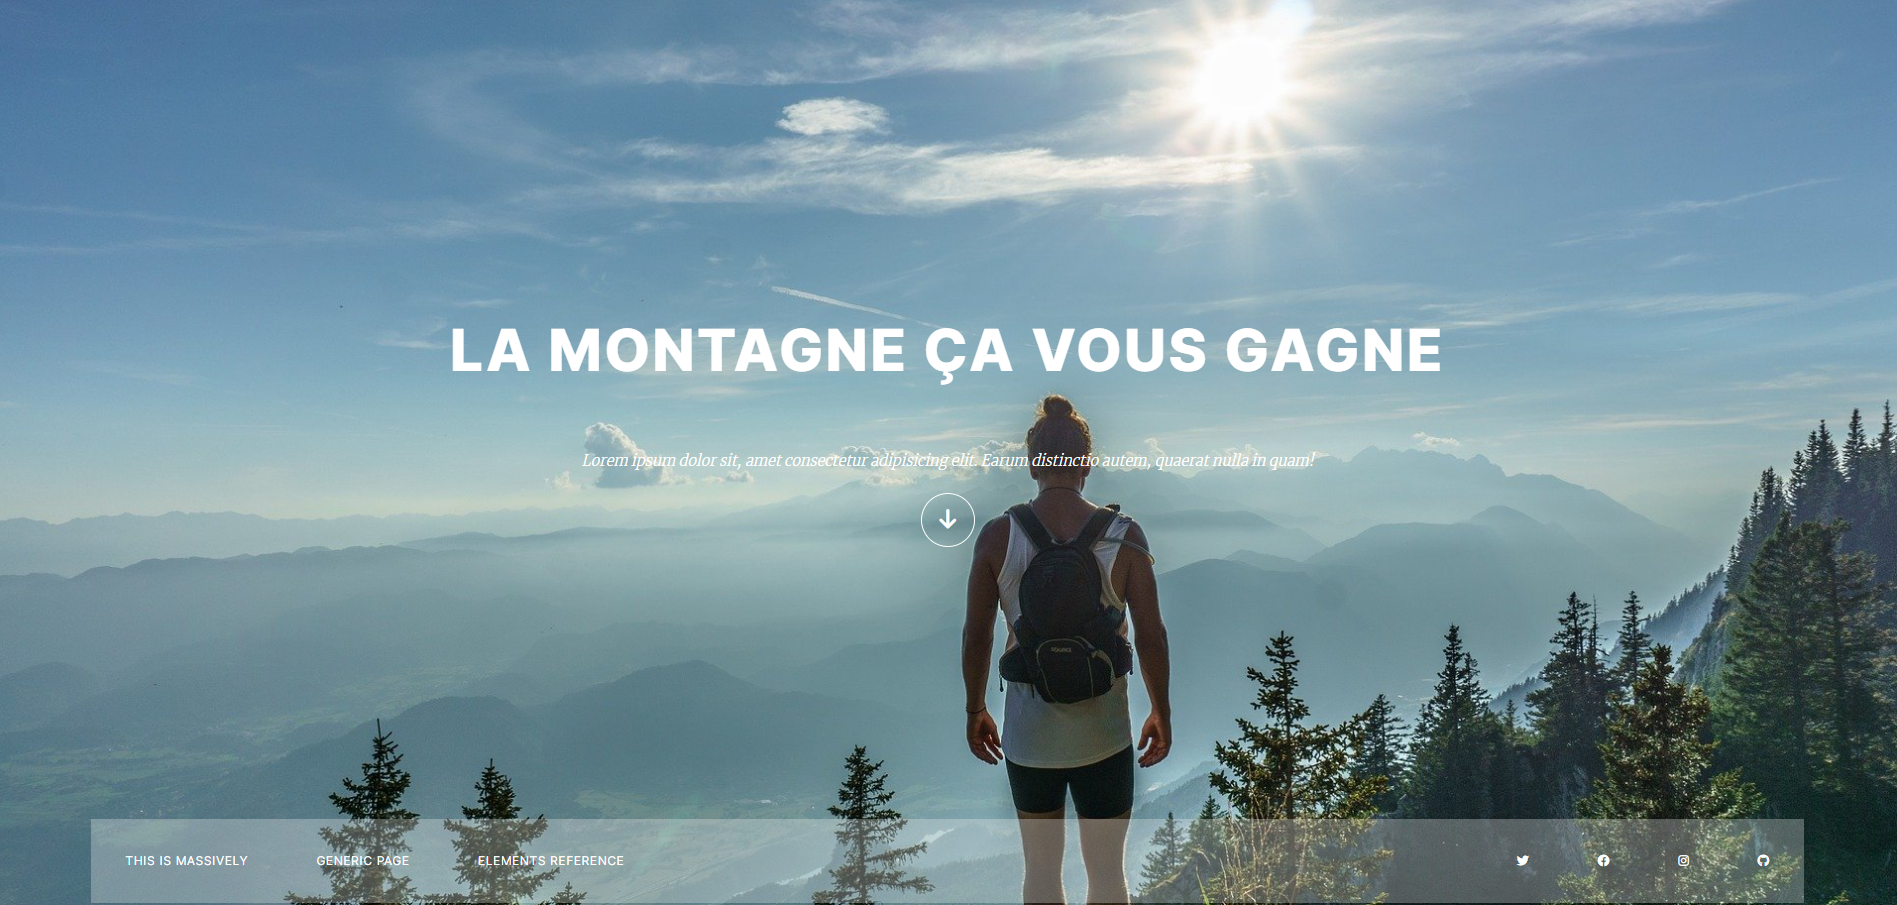 LA MONTAGNE ÇA VOUS GAGNE
Lorem ipsum dolor sit, amet consectetur adipisicing elit. Earum distinctio autem, quaerat nulla in quam!
THIS IS MASSIVELY GENERIC PAGE ELEMENTS REFERENCE